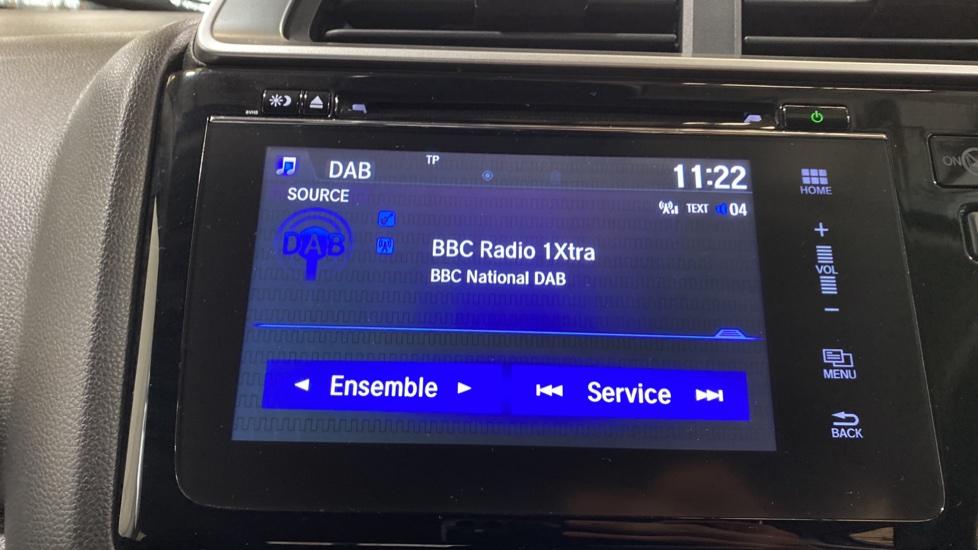 TP
DAB
11:22
SOURCE
TEXT 04
DAB
BBC Radio 1Xtra
BBC National DAB
Ensemble
Service
HOME
+
VOL
−
MENU
BACK
ON